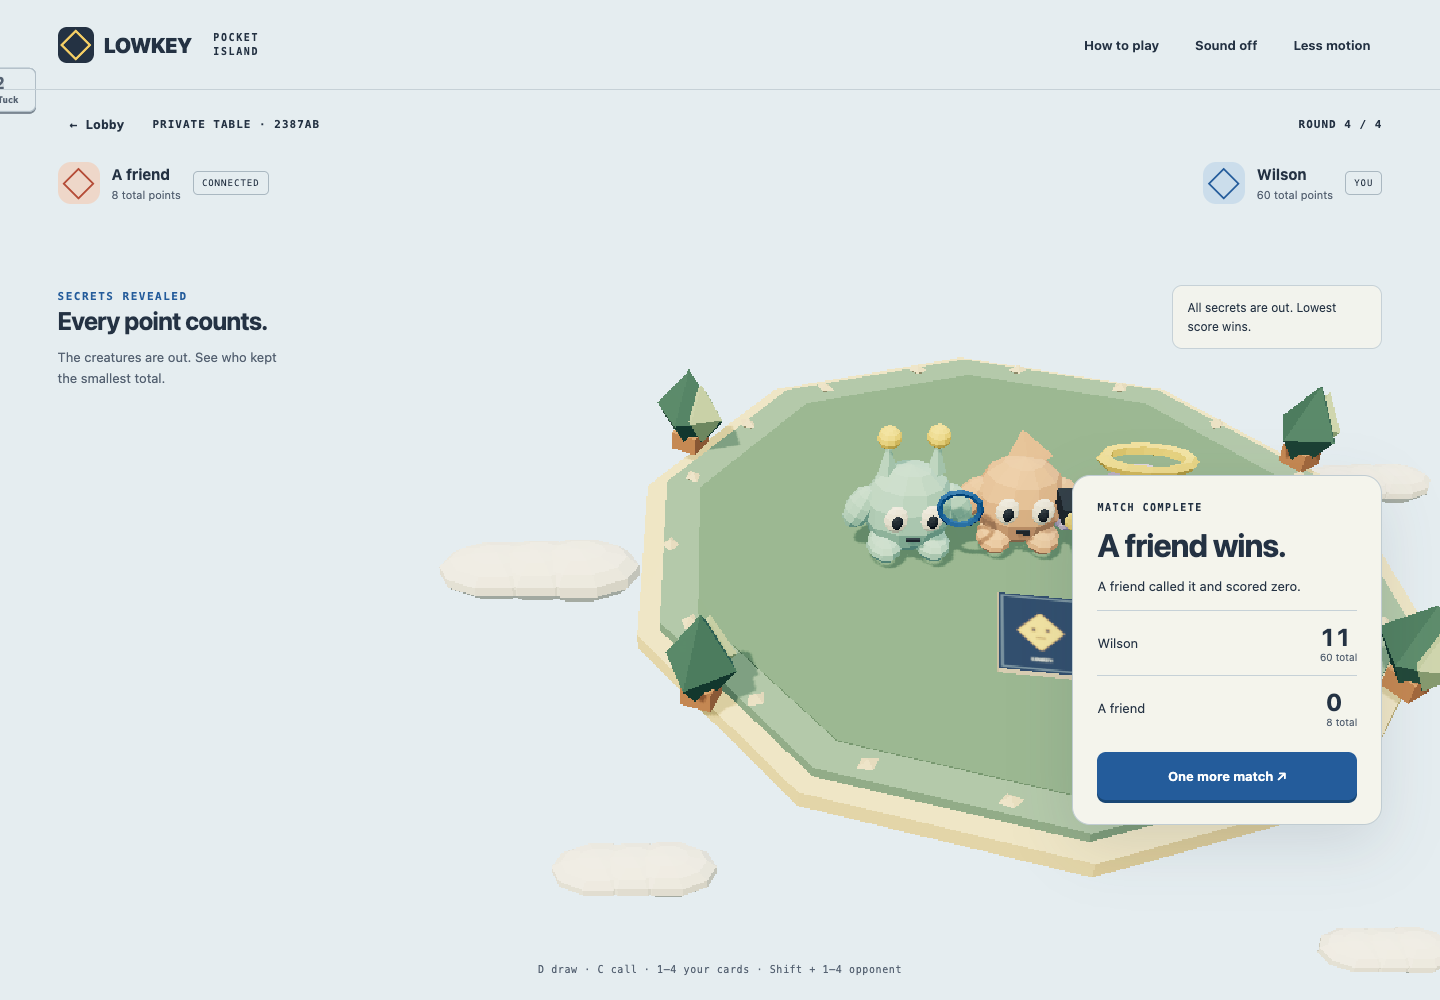 LOWKEY
POCKET
ISLAND
How to play
Sound off
Less motion
2
Tuck
← Lobby
PRIVATE TABLE · 2387AB
ROUND 4 / 4
A friend
8 total points
CONNECTED
Wilson
60 total points
YOU
SECRETS REVEALED
Every point counts.
The creatures are out. See who kept
the smallest total.
All secrets are out. Lowest
score wins.
MATCH COMPLETE
A friend wins.
A friend called it and scored zero.
Wilson
11
60 total
A friend
0
8 total
One more match ↗
D draw · C call · 1–4 your cards · Shift + 1–4 opponent